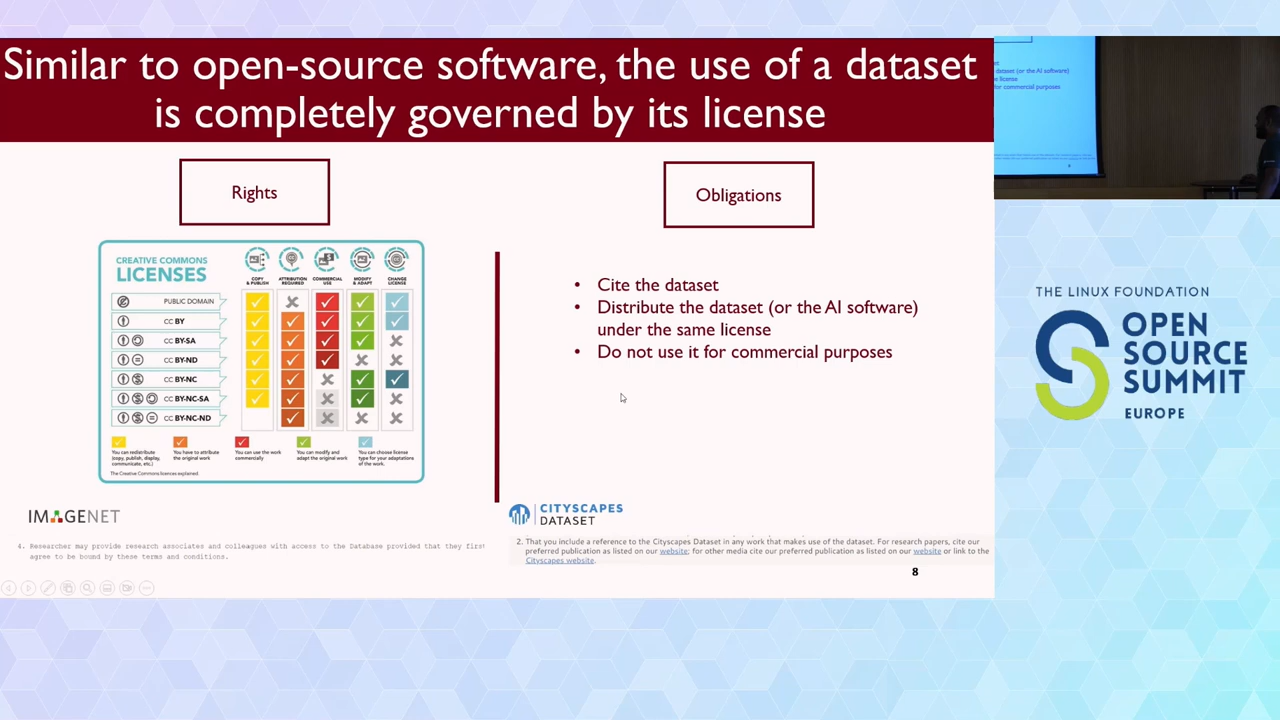 Similar to open-source software, the use of a dataset
is completely governed by its license
Rights
Obligations
CREATIVE COMMONS
LICENSES
COPY
& PUBLISH
ATTRIBUTION
REQUIRED
COMMERCIAL
USE
MODIFY
& ADAPT
CHANGE
LICENSE
PUBLIC DOMAIN
CC BY
CC BY-SA
CC BY-ND
CC BY-NC
CC BY-NC-SA
CC BY-NC-ND
You can redistribute
(copy, publish, display,
communicate, etc.)
You have to attribute
the original work
You can use the work
commercially
You can modify and
adapt the original work
You can choose license
type for your adaptations
of the work.
The Creative Commons licences explained
• Cite the dataset
• Distribute the dataset (or the AI software)
under the same license
• Do not use it for commercial purposes
IMAGENET
4. Researcher may provide research associates and colleagues with access to the Database provided that they first
agree to be bound by these terms and conditions.
CITYSCAPES
DATASET
2. That you include a reference to the Cityscapes Dataset in any work that makes use of the dataset. For research papers, cite our
preferred publication as listed on our website; for other media cite our preferred publication as listed on our website or link to the
Cityscapes website.
8
dataset (or the AI software)
e license
r commercial purposes
THE LINUX FOUNDATION
OPEN
SOURCE
SUMMIT
EUROPE